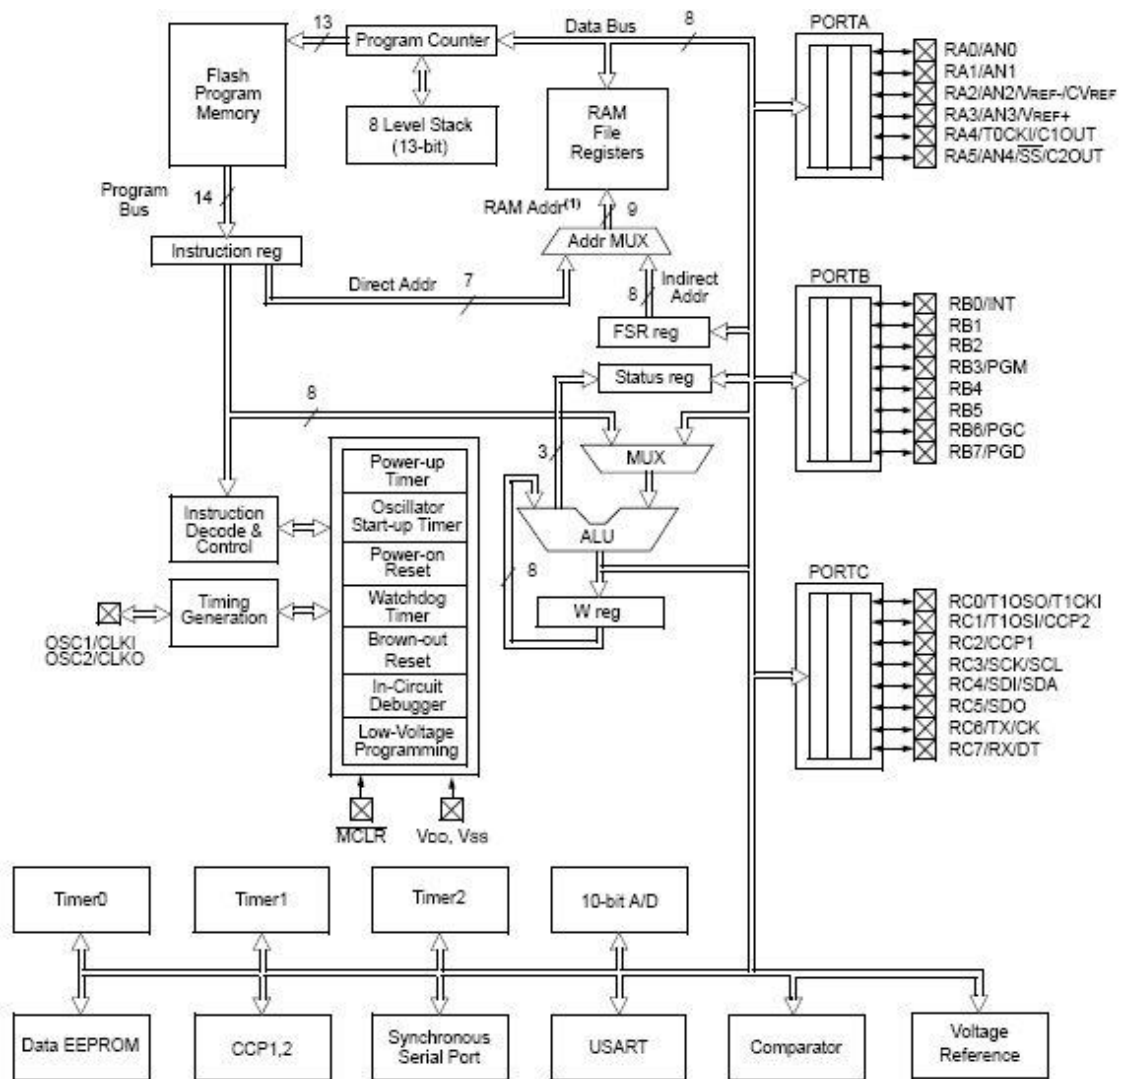 13
Data Bus
8
PORTA
Program Counter
Flash
Program
Memory
8 Level Stack
(13-bit)
RAM
File
Registers
RA0/AN0
RA1/AN1
RA2/AN2/VREF-/CVREF
RA3/AN3/VREF+
RA4/T0CKI/C1OUT
RA5/AN4/SS/C2OUT
Program
Bus
14
RAM Addr(1)
9
Instruction reg
Addr MUX
Direct Addr
7
8
Indirect
Addr
FSR reg
Status reg
PORTB
RB0/INT
RB1
RB2
RB3/PGM
RB4
RB5
RB6/PGC
RB7/PGD
8
3
MUX
Power-up
Timer
Oscillator
Start-up Timer
Power-on
Reset
Watchdog
Timer
Brown-out
Reset
In-Circuit
Debugger
Low-Voltage
Programming
Instruction
Decode &
Control
ALU
8
W reg
Timing
Generation
OSC1/CLKI
OSC2/CLKO
PORTC
RC0/T1OSO/T1CKI
RC1/T1OSI/CCP2
RC2/CCP1
RC3/SCK/SCL
RC4/SDI/SDA
RC5/SDO
RC6/TX/CK
RC7/RX/DT
MCLR
VDD, VSS
Timer0
Timer1
Timer2
10-bit A/D
Data EEPROM
CCP1,2
Synchronous
Serial Port
USART
Comparator
Voltage
Reference